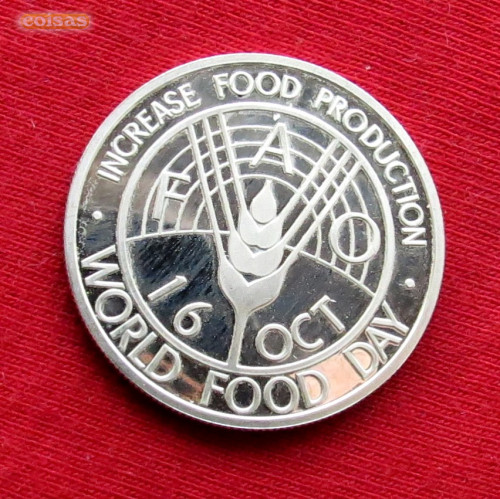 coisas
· INCREASE FOOD PRODUCTION ·
F A O
16 OCT
WORLD FOOD DAY